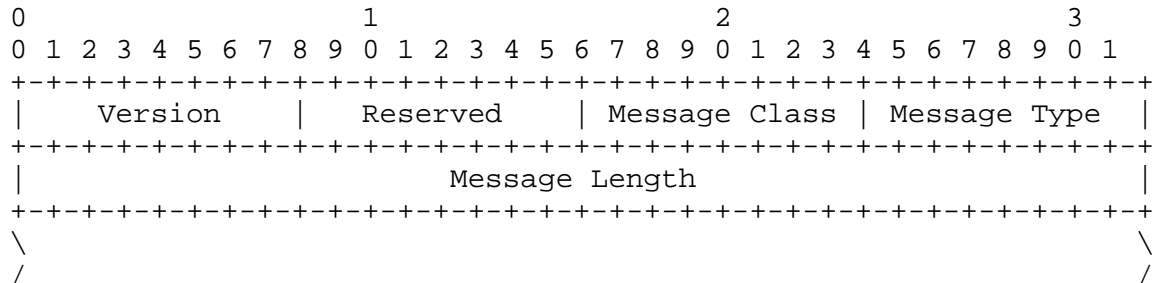 0                   1                   2                   3
0 1 2 3 4 5 6 7 8 9 0 1 2 3 4 5 6 7 8 9 0 1 2 3 4 5 6 7 8 9 0 1
+-+-+-+-+-+-+-+-+-+-+-+-+-+-+-+-+-+-+-+-+-+-+-+-+-+-+-+-+-+-+-+-+
|    Version    |   Reserved    | Message Class | Message Type  |
+-+-+-+-+-+-+-+-+-+-+-+-+-+-+-+-+-+-+-+-+-+-+-+-+-+-+-+-+-+-+-+-+
|                        Message Length                         |
+-+-+-+-+-+-+-+-+-+-+-+-+-+-+-+-+-+-+-+-+-+-+-+-+-+-+-+-+-+-+-+-+
\                                                               \
/                                                               /